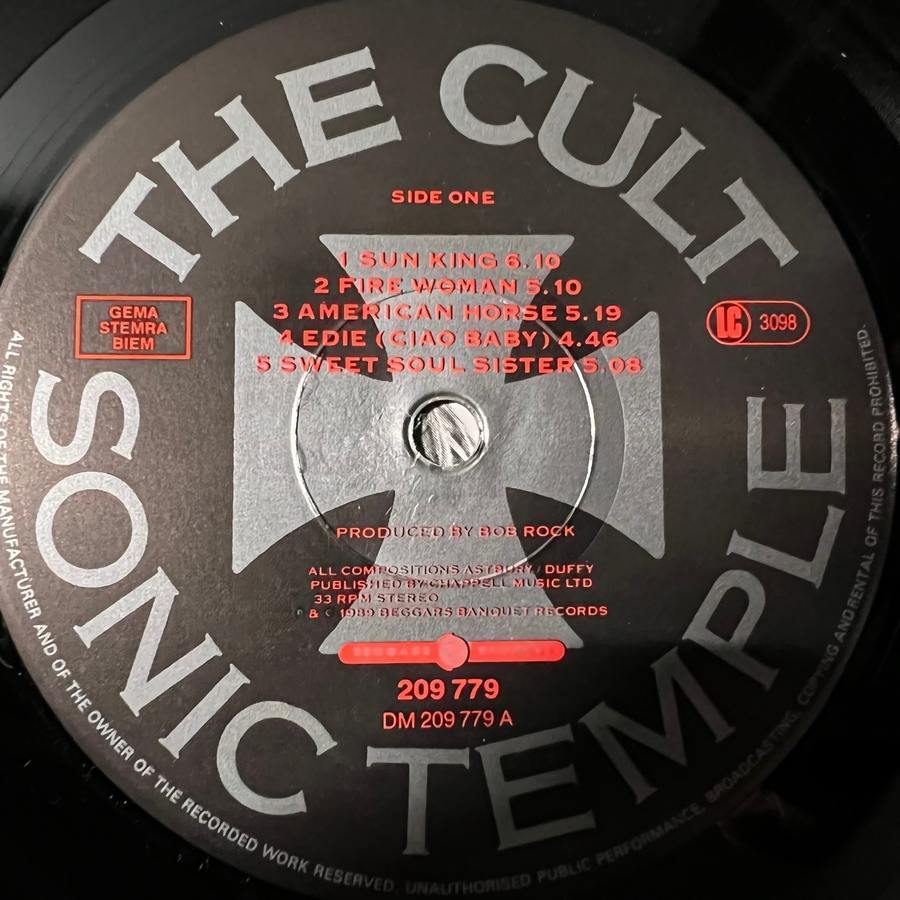 THE CULT
SIDE ONE
1 SUN KING 6.10
2 FIRE WOMAN 5.10
3 AMERICAN HORSE 5.19
4 EDIE (CIAO BABY) 4.46
5 SWEET SOUL SISTER 5.08
GEMA
STEMRA
BIEM
LC 3098
PRODUCED BY BOB ROCK
ALL COMPOSITIONS ASTBURY / DUFFY
PUBLISHED BY CHAPPELL MUSIC LTD
33 RPM STEREO
P & © 1989 BEGGARS BANQUET RECORDS
209 779
DM 209 779 A
SONIC TEMPLE
ALL RIGHTS OF THE MANUFACTURER AND OF THE OWNER OF THE RECORDED WORK RESERVED. UNAUTHORISED PUBLIC PERFORMANCE, BROADCASTING, COPYING AND RENTAL OF THIS RECORD PROHIBITED.